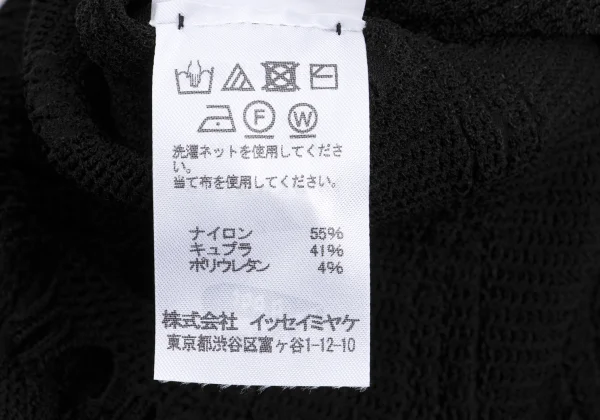 F W
洗濯ネットを使用してくださ
い。
当て布を使用してください。
ナイロン 55%
キュプラ 41%
ポリウレタン 4%
株式会社 イッセイミヤケ
東京都渋谷区富ヶ谷1-12-10